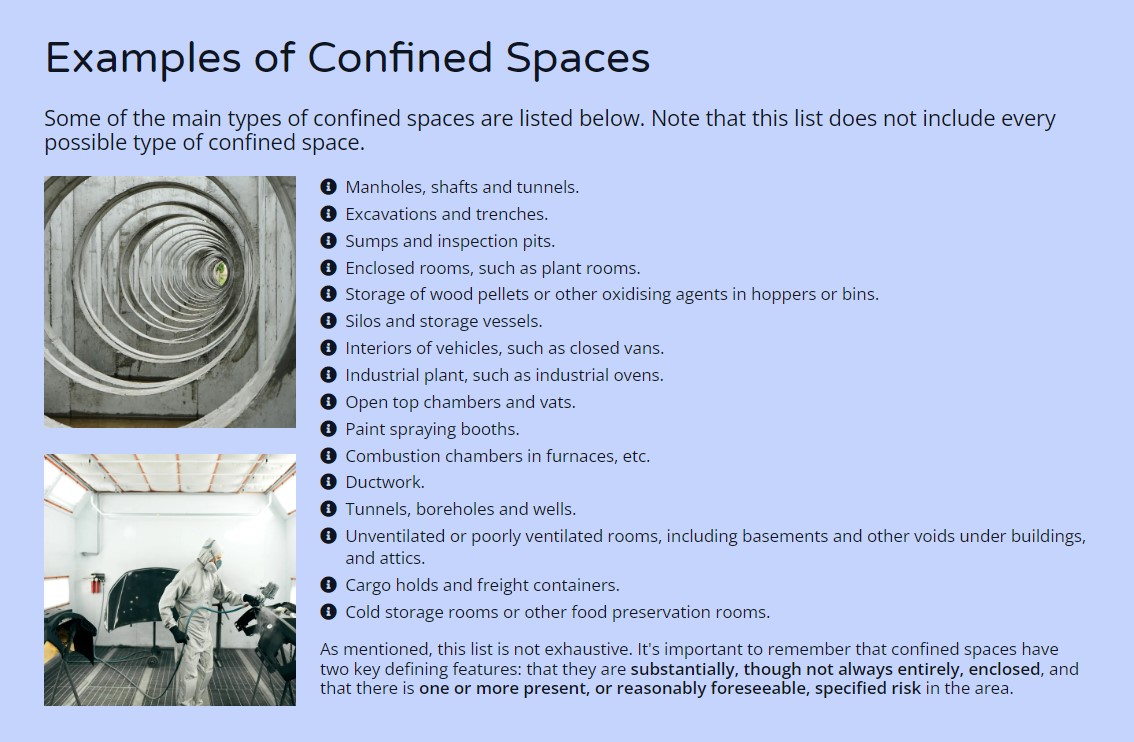 Examples of Confined Spaces
Some of the main types of confined spaces are listed below. Note that this list does not include every
possible type of confined space.
Manholes, shafts and tunnels.
Excavations and trenches.
Sumps and inspection pits.
Enclosed rooms, such as plant rooms.
Storage of wood pellets or other oxidising agents in hoppers or bins.
Silos and storage vessels.
Interiors of vehicles, such as closed vans.
Industrial plant, such as industrial ovens.
Open top chambers and vats.
Paint spraying booths.
Combustion chambers in furnaces, etc.
Ductwork.
Tunnels, boreholes and wells.
Unventilated or poorly ventilated rooms, including basements and other voids under buildings,
and attics.
Cargo holds and freight containers.
Cold storage rooms or other food preservation rooms.
As mentioned, this list is not exhaustive. It's important to remember that confined spaces have
two key defining features: that they are substantially, though not always entirely, enclosed, and
that there is one or more present, or reasonably foreseeable, specified risk in the area.